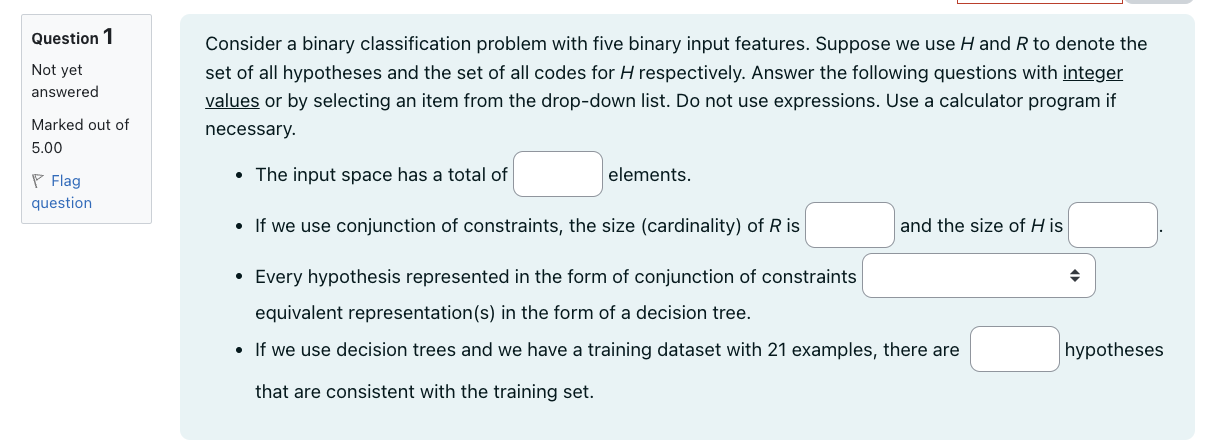 Question 1
Not yet
answered
Marked out of
5.00
Flag
question
Consider a binary classification problem with five binary input features. Suppose we use H and R to denote the
set of all hypotheses and the set of all codes for H respectively. Answer the following questions with integer
values or by selecting an item from the drop-down list. Do not use expressions. Use a calculator program if
necessary.
• The input space has a total of elements.
• If we use conjunction of constraints, the size (cardinality) of R is and the size of H is .
• Every hypothesis represented in the form of conjunction of constraints
equivalent representation(s) in the form of a decision tree.
• If we use decision trees and we have a training dataset with 21 examples, there are hypotheses
that are consistent with the training set.